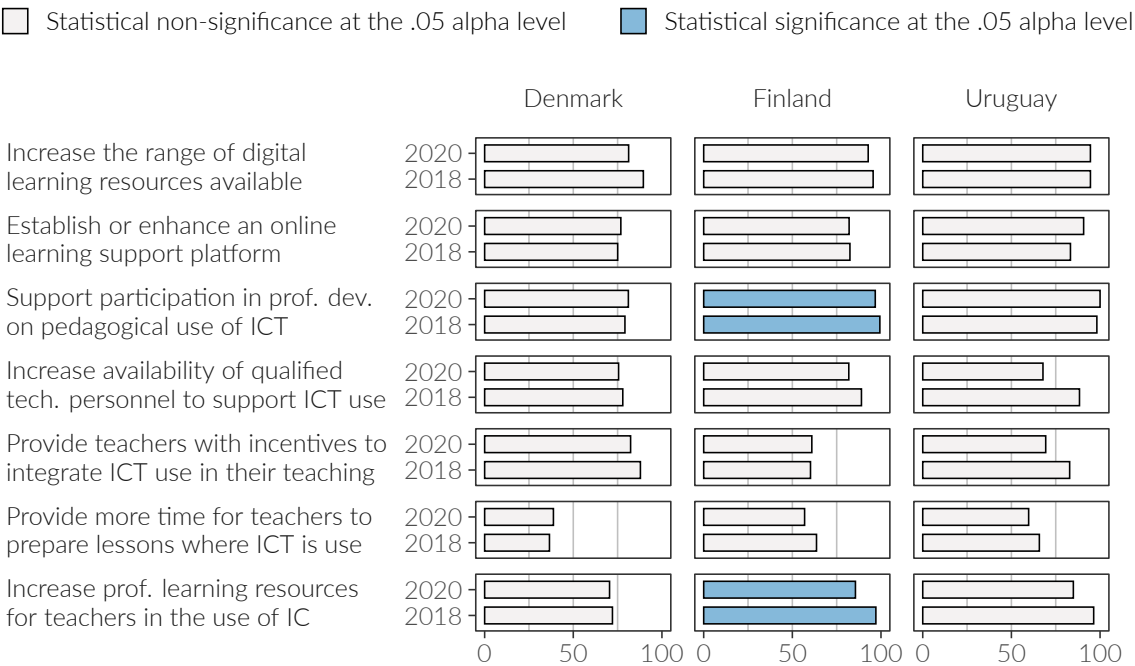 Statistical non-significance at the .05 alpha level Statistical significance at the .05 alpha level
Denmark Finland Uruguay
Increase the range of digital
learning resources available
2020
2018
Establish or enhance an online
learning support platform
2020
2018
Support participation in prof. dev.
on pedagogical use of ICT
2020
2018
Increase availability of qualified
tech. personnel to support ICT use
2020
2018
Provide teachers with incentives to
integrate ICT use in their teaching
2020
2018
Provide more time for teachers to
prepare lessons where ICT is use
2020
2018
Increase prof. learning resources
for teachers in the use of IC
2020
2018
0 50 100 0 50 100 0 50 100